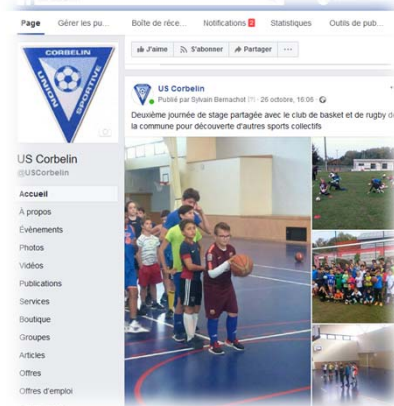 Page Gérer les pu... Boîte de réce... Notifications 2 Statistiques Outils de pub...
J'aime S'abonner Partager ...
CORBELIN
UNION
SPORTIVE
US Corbelin
Publié par Sylvain Bernachot [?] · 26 octobre, 16:06 ·
Deuxième journée de stage partagée avec le club de basket et de rugby de
la commune pour découverte d'autres sports collectifs
US Corbelin
@USCorbelin
Accueil
À propos
Évènements
Photos
Vidéos
Publications
Services
Boutique
Groupes
Articles
Offres
Offres d'emploi